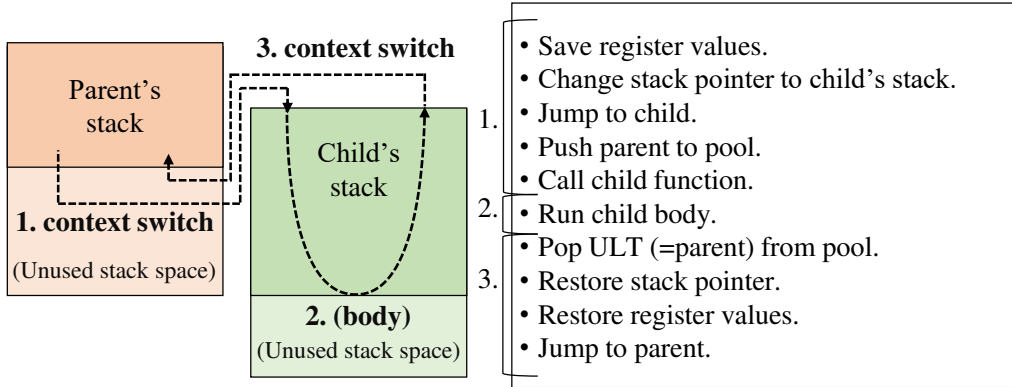 Parent's
stack
1. context switch
(Unused stack space)
3. context switch
Child's
stack
2. (body)
(Unused stack space)
1.
• Save register values.
• Change stack pointer to child's stack.
• Jump to child.
• Push parent to pool.
• Call child function.
2.
• Run child body.
3.
• Pop ULT (=parent) from pool.
• Restore stack pointer.
• Restore register values.
• Jump to parent.